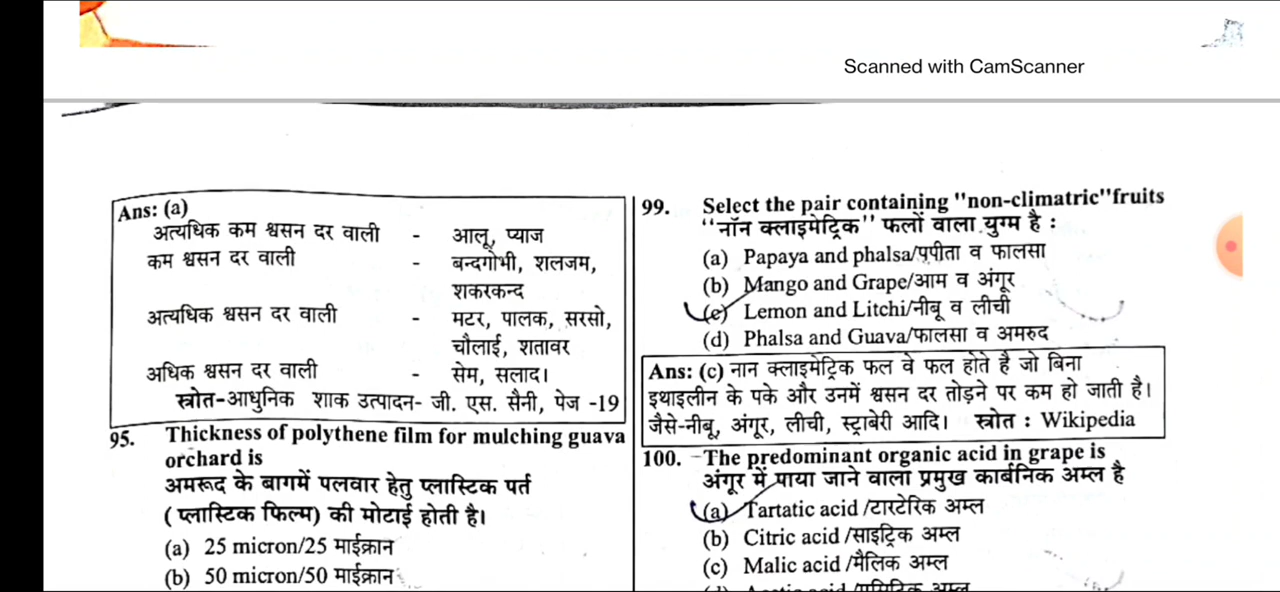 Scanned with CamScanner
Ans: (a)
अत्यधिक कम श्वसन दर वाली - आलू, प्याज
कम श्वसन दर वाली - बन्दगोभी, शलजम,
शकरकन्द
अत्यधिक श्वसन दर वाली - मटर, पालक, सरसो,
चौलाई, शतावर
अधिक श्वसन दर वाली - सेम, सलाद।
स्त्रोत-आधुनिक शाक उत्पादन- जी. एस. सैनी, पेज -19
95. Thickness of polythene film for mulching guava
orchard is
अमरूद के बागमें पलवार हेतु प्लास्टिक पर्त
( प्लास्टिक फिल्म) की मोटाई होती है।
(a) 25 micron/25 माईक्रान
(b) 50 micron/50 माईक्रान
99. Select the pair containing "non-climatric"fruits
‘‘नॉन क्लाइमेट्रिक’’ फलों वाला युग्म है :
(a) Papaya and phalsa/पपीता व फालसा
(b) Mango and Grape/आम व अंगूर
(c) Lemon and Litchi/नीबू व लीची
(d) Phalsa and Guava/फालसा व अमरुद
Ans: (c) नान क्लाइमेट्रिक फल वे फल होते है जो बिना
इथाइलीन के पके और उनमें श्वसन दर तोड़ने पर कम हो जाती है।
जैसे-नीबू, अंगूर, लीची, स्ट्राबेरी आदि। स्त्रोत : Wikipedia
100. The predominant organic acid in grape is
अंगूर में पाया जाने वाला प्रमुख कार्बनिक अम्ल है
(a) Tartatic acid /टारटेरिक अम्ल
(b) Citric acid /साइट्रिक अम्ल
(c) Malic acid /मैलिक अम्ल